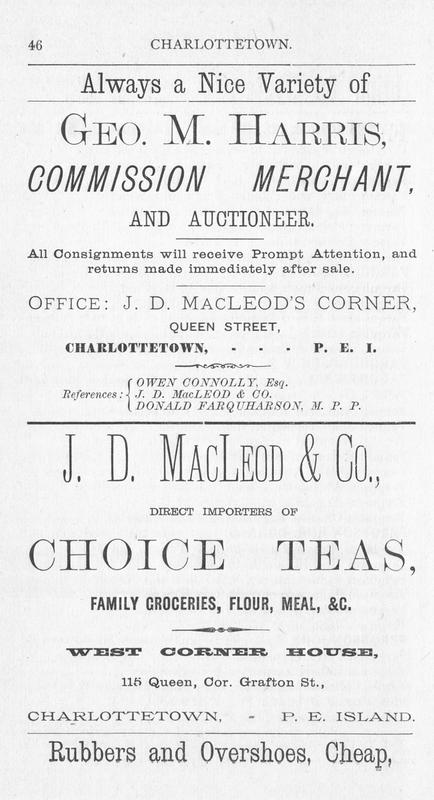 46 CHARLOTTETOWN.
Always a Nice Variety of
GEO. M. HARRIS,
COMMISSION MERCHANT,
AND AUCTIONEER.
All Consignments will receive Prompt Attention, and
returns made immediately after sale.
OFFICE: J. D. MACLEOD'S CORNER,
QUEEN STREET,
CHARLOTTETOWN, - - - P. E. I.
References: { OWEN CONNOLLY, Esq.
J. D. MacLEOD & CO.
DONALD FARQUHARSON, M. P. P.
J. D. MACLEOD & CO.,
DIRECT IMPORTERS OF
CHOICE TEAS,
FAMILY GROCERIES, FLOUR, MEAL, &C.
WEST CORNER HOUSE,
115 Queen, Cor. Grafton St.,
CHARLOTTETOWN, - P. E. ISLAND.
Rubbers and Overshoes, Cheap,